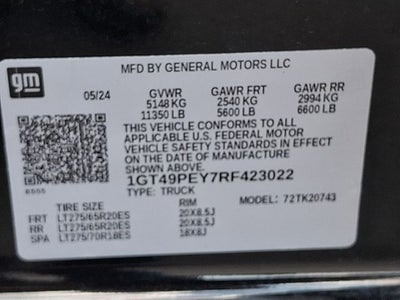 gm
MFD BY GENERAL MOTORS LLC
05/24 GVWR GAWR FRT GAWR RR
5148 KG 2540 KG 2994 KG
11350 LB 5600 LB 6600 LB
THIS VEHICLE CONFORMS TO ALL
APPLICABLE U.S. FEDERAL MOTOR
VEHICLE SAFETY STANDARDS IN EFFECT
ON THE DATE OF MANUFACTURE
SHOWN ABOVE.
1GT49PEY7RF423022
TYPE: TRUCK
TIRE SIZE RIM MODEL: 72TK20743
FRT LT275/65R20ES 20X8.5J
RR LT275/65R20ES 20X8.5J
SPA LT275/70R18ES 18X8J